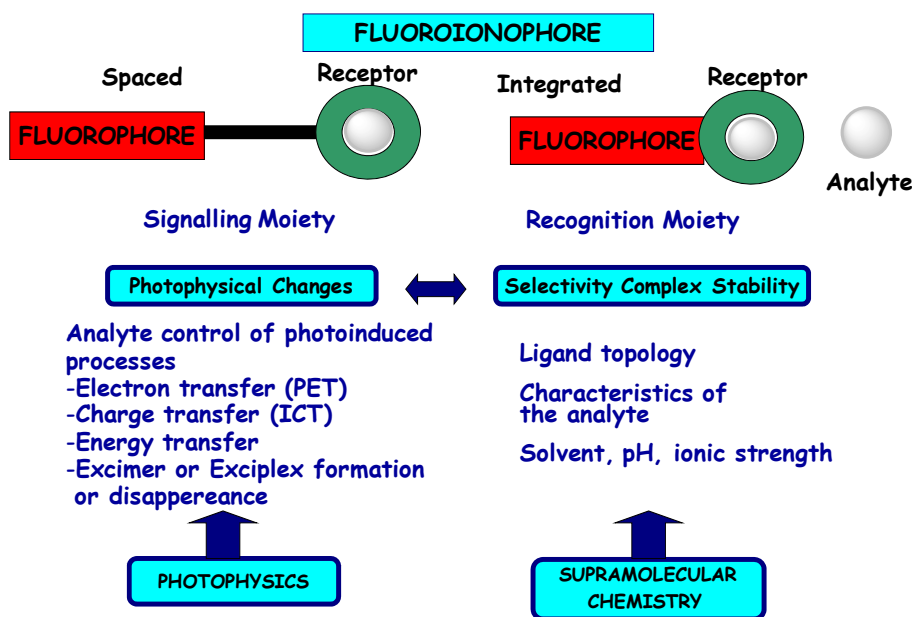 FLUOROIONOPHORE
Spaced
Receptor
FLUOROPHORE
Integrated
Receptor
FLUOROPHORE
Analyte
Signalling Moiety
Recognition Moiety
Photophysical Changes
Selectivity Complex Stability
Analyte control of photoinduced
processes
-Electron transfer (PET)
-Charge transfer (ICT)
-Energy transfer
-Excimer or Exciplex formation
or disappereance
Ligand topology
Characteristics of
the analyte
Solvent, pH, ionic strength
PHOTOPHYSICS
SUPRAMOLECULAR
CHEMISTRY